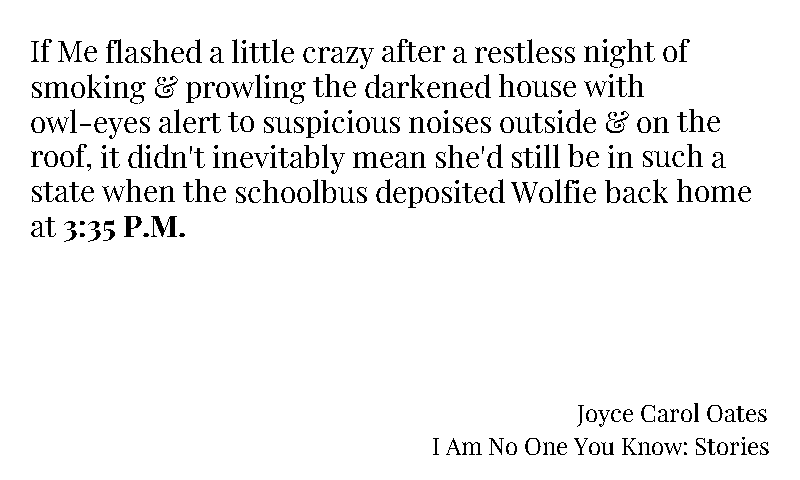 If Me flashed a little crazy after a restless night of
smoking & prowling the darkened house with
owl-eyes alert to suspicious noises outside & on the
roof, it didn't inevitably mean she'd still be in such a
state when the schoolbus deposited Wolfie back home
at 3:35 P.M.
Joyce Carol Oates
I Am No One You Know: Stories